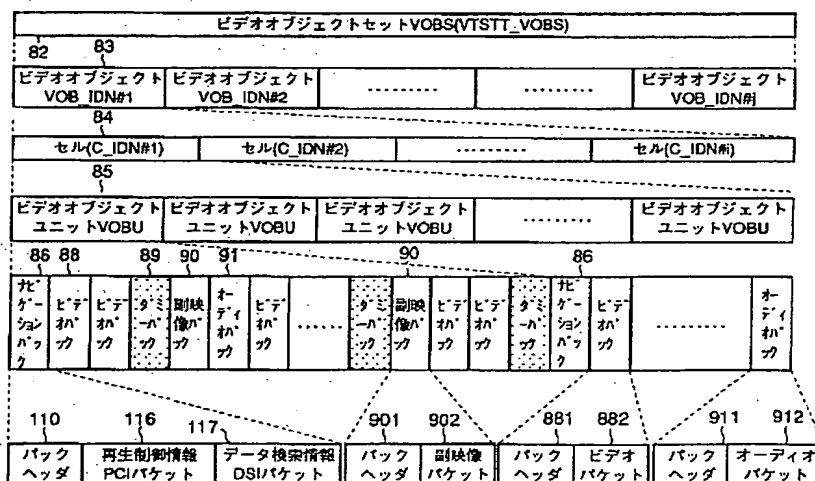 ビデオオブジェクトセットVOBS(VTSTT_VOBS)
82 83
ビデオオブジェクト VOB_IDN#1
ビデオオブジェクト VOB_IDN#2
.........
.........
ビデオオブジェクト VOB_IDN#j
84
セル(C_IDN#1) セル(C_IDN#2) ......... セル(C_IDN#i)
85
ビデオオブジェクト ユニットVOBU
ビデオオブジェクト ユニットVOBU
ビデオオブジェクト ユニットVOBU
.........
ビデオオブジェクト ユニットVOBU
86 88 89 90 91 90 86
ナビゲーションパック
ビデオパック
ビデオパック
ダミーパック
副映像パック
オーディオパック
ビデオパック
......
ダミーパック
副映像パック
ビデオパック
ビデオパック
ダミーパック
ナビゲーションパック
ビデオパック
............
オーディオパック
110 116 117 901 902 881 882 911 912
パックヘッダ
再生制御情報 PCIパケット
データ検索情報 DSIパケット
パックヘッダ
副映像パケット
パックヘッダ
ビデオパケット
パックヘッダ
オーディオパケット